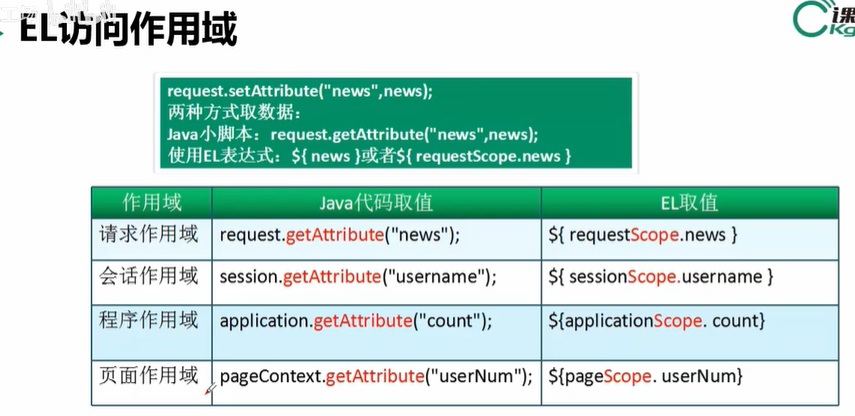 EL访问作用域
课
Kg
request.setAttribute("news",news);
两种方式取数据：
Java小脚本：request.getAttribute("news",news);
使用EL表达式：${ news }或者${ requestScope.news }
作用域 Java代码取值 EL取值
请求作用域 request.getAttribute("news"); ${ requestScope.news }
会话作用域 session.getAttribute("username"); ${ sessionScope.username }
程序作用域 application.getAttribute("count"); ${applicationScope. count}
页面作用域 pageContext.getAttribute("userNum"); ${pageScope. userNum}